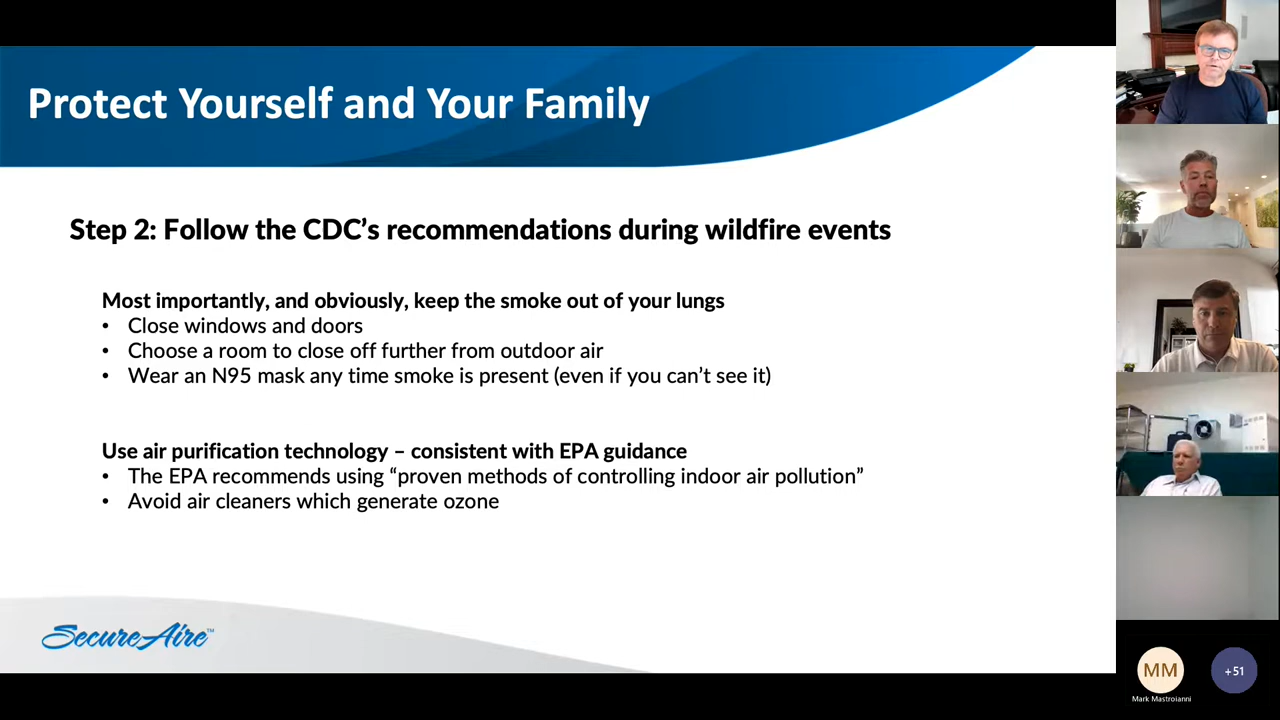 Protect Yourself and Your Family
Step 2: Follow the CDC’s recommendations during wildfire events
Most importantly, and obviously, keep the smoke out of your lungs
• Close windows and doors
• Choose a room to close off further from outdoor air
• Wear an N95 mask any time smoke is present (even if you can’t see it)
Use air purification technology – consistent with EPA guidance
• The EPA recommends using “proven methods of controlling indoor air pollution”
• Avoid air cleaners which generate ozone
SecureAire™
MM
Mark Mastroianni
+51